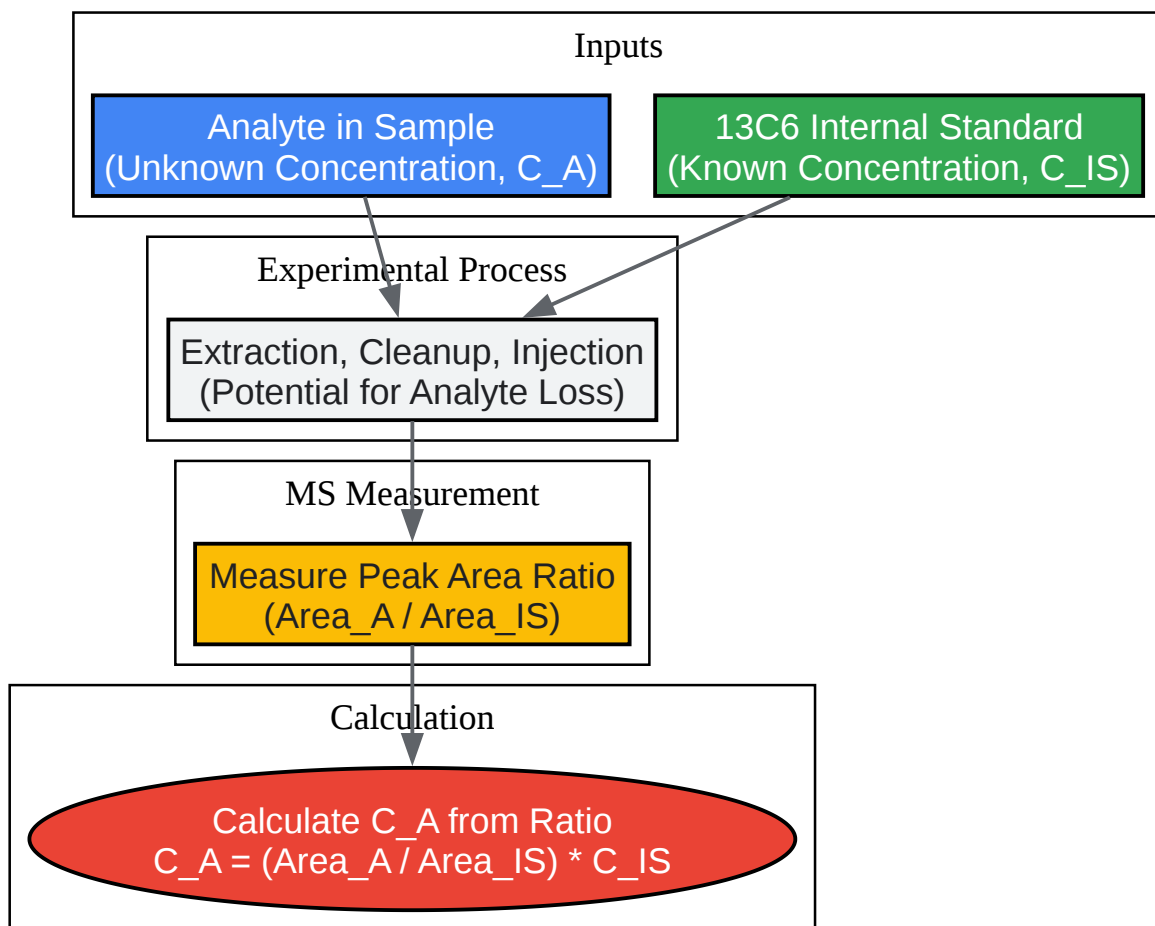 Inputs
Analyte in Sample
(Unknown Concentration, C_A)
13C6 Internal Standard
(Known Concentration, C_IS)
Experimental Process
Extraction, Cleanup, Injection
(Potential for Analyte Loss)
MS Measurement
Measure Peak Area Ratio
(Area_A / Area_IS)
Calculation
Calculate C_A from Ratio
C_A = (Area_A / Area_IS) * C_IS